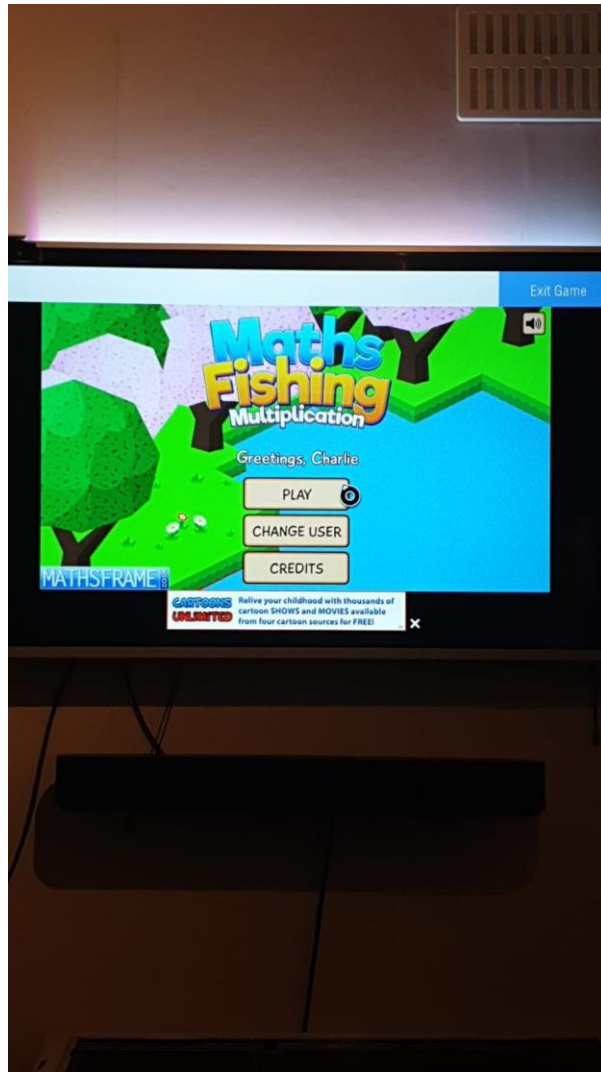 Exit Game
Maths
Fishing
Multiplication
Greetings, Charlie
PLAY
CHANGE USER
CREDITS
MATHSFRAME
CARTOONS UNLIMITED
Relive your childhood with thousands of
cartoon SHOWS and MOVIES available
from four cartoon sources for FREE!